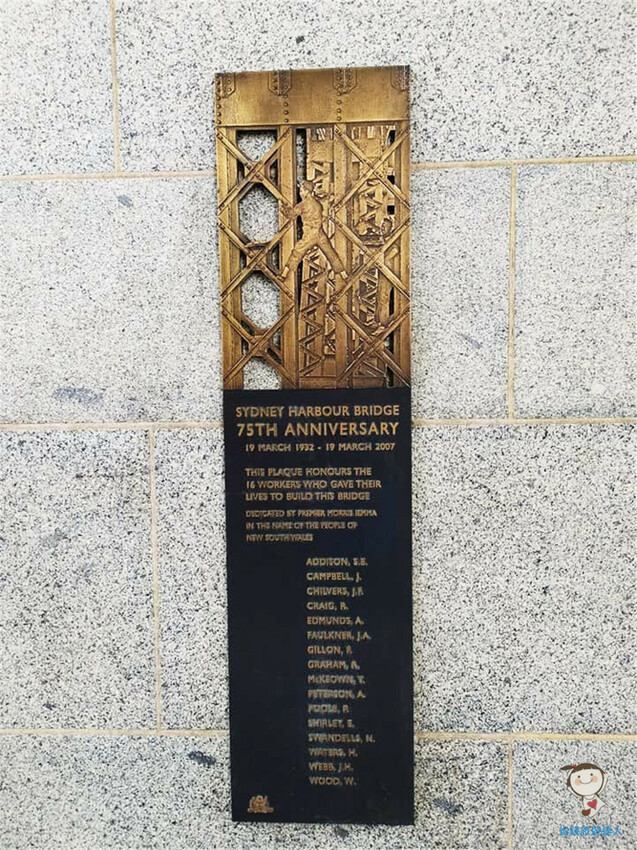 SYDNEY HARBOUR BRIDGE
75TH ANNIVERSARY
19 MARCH 1932 - 19 MARCH 2007
THIS PLAQUE HONOURS THE
16 WORKERS WHO GAVE THEIR
LIVES TO BUILD THIS BRIDGE
DEDICATED BY PREMIER MORRIS IEMMA
IN THE NAME OF THE PEOPLE OF
NEW SOUTH WALES
ADDISON, S.E.
CAMPBELL, J.
CHILVERS, J.F.
CRAIG, R.
EDMUNDS, A.
FAULKNER, J.A.
GILLON, F.
GRAHAM, R.
McKEOWN, T.
PETERSON, A.
POOLE, P.
SHIRLEY, E.
SWANDELLS, N.
WATERS, H.
WEBB, J.H.
WOOD, W.